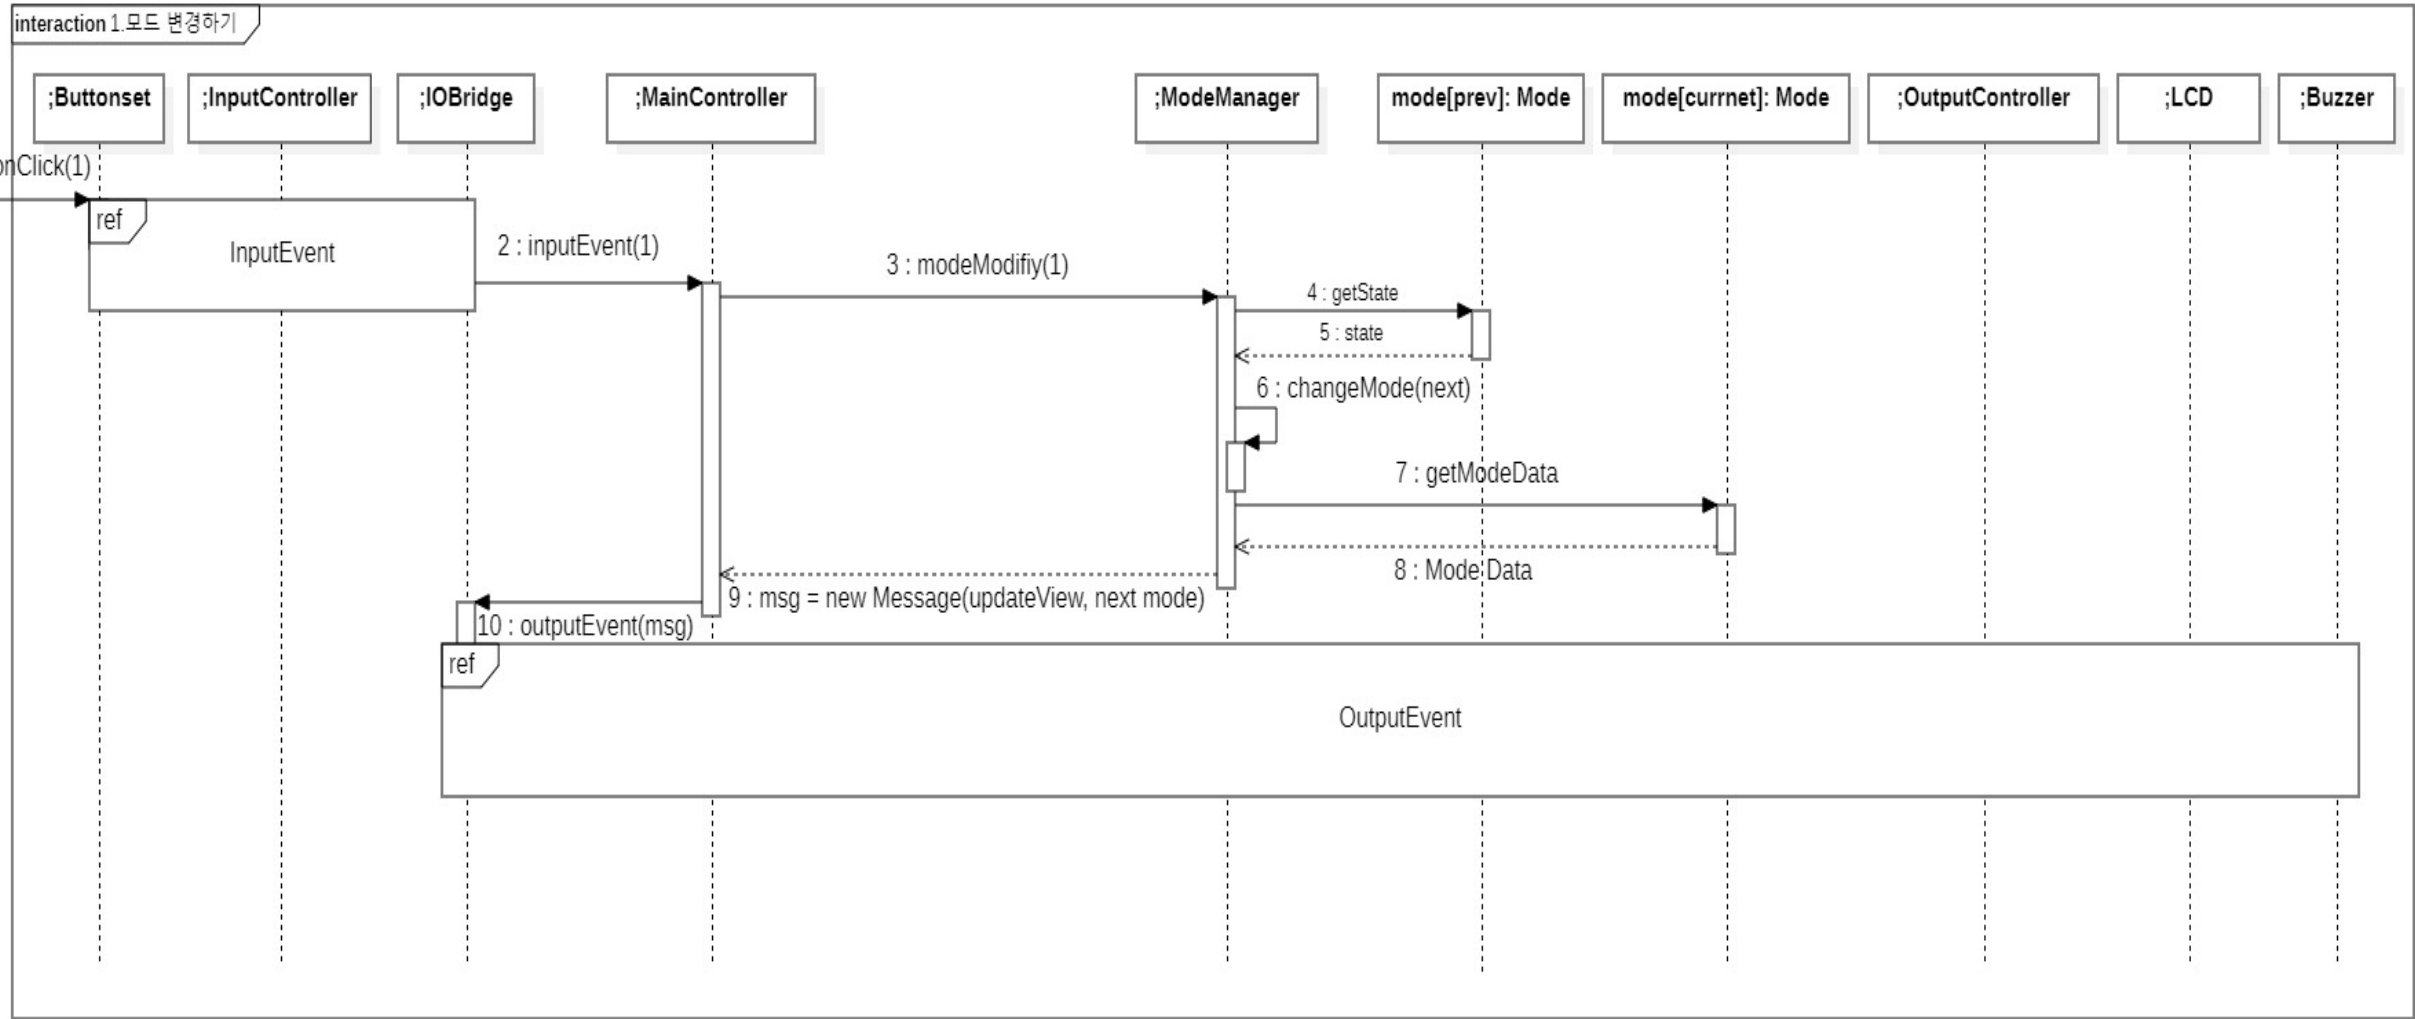 interaction 1.모드 변경하기
;Buttonset
;InputController
;IOBridge
;MainController
;ModeManager
mode[prev]: Mode
mode[currnet]: Mode
;OutputController
;LCD
;Buzzer
onClick(1)
ref
InputEvent
2 : inputEvent(1)
3 : modeModifiy(1)
4 : getState
5 : state
6 : changeMode(next)
7 : getModeData
8 : Mode Data
9 : msg = new Message(updateView, next mode)
10 : outputEvent(msg)
ref
OutputEvent